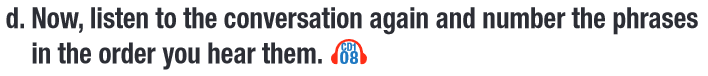 d. Now, listen to the conversation again and number the phrases
in the order you hear them. CD1
08